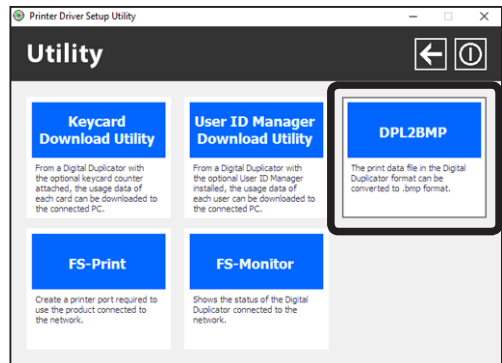 Printer Driver Setup Utility
Utility
Keycard
Download Utility
From a Digital Duplicator with
the optional keycard counter
attached, the usage data of
each card can be downloaded to
the connected PC.
User ID Manager
Download Utility
From a Digital Duplicator with
the optional User ID Manager
installed, the usage data of
each user can be downloaded to
the connected PC.
DPL2BMP
The print data file in the Digital
Duplicator format can be
converted to .bmp format.
FS-Print
Create a printer port required to
use the product connected to
the network.
FS-Monitor
Shows the status of the Digital
Duplicator connected to the
network.